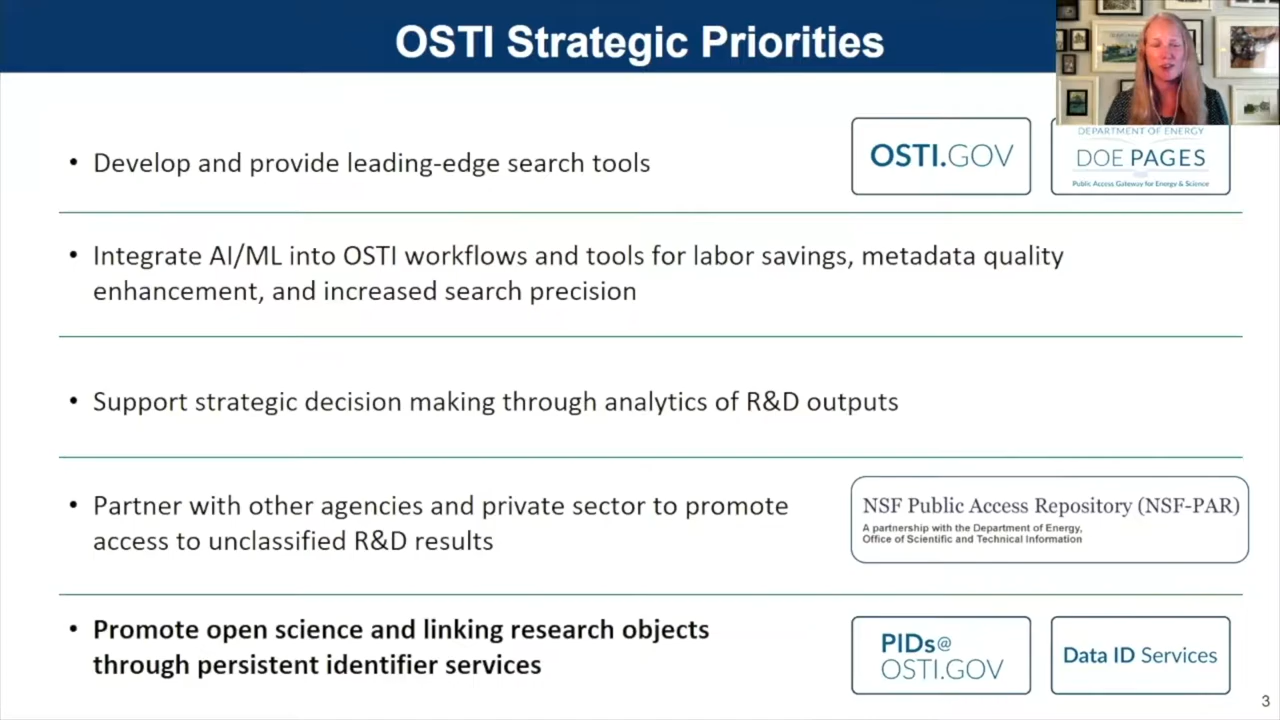 OSTI Strategic Priorities
• Develop and provide leading-edge search tools
OSTI.GOV
DEPARTMENT OF ENERGY
DOE PAGES
Public Access Gateway for Energy & Science
• Integrate AI/ML into OSTI workflows and tools for labor savings, metadata quality
enhancement, and increased search precision
• Support strategic decision making through analytics of R&D outputs
• Partner with other agencies and private sector to promote
access to unclassified R&D results
NSF Public Access Repository (NSF-PAR)
A partnership with the Department of Energy,
Office of Scientific and Technical Information
• Promote open science and linking research objects
through persistent identifier services
PIDs@
OSTI.GOV
Data ID Services
3